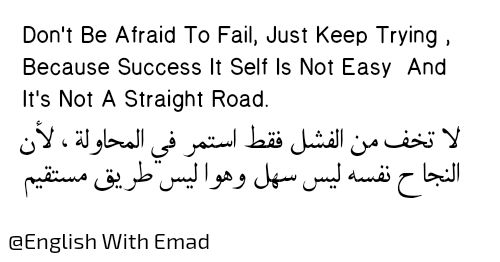 Don't Be Afraid To Fail, Just Keep Trying ,
Because Success It Self Is Not Easy And
It's Not A Straight Road.
لا تخف من الفشل فقط استمر في المحاولة ، لأن
النجاح نفسه ليس سهل وهوا ليس طريق مستقيم
@English With Emad